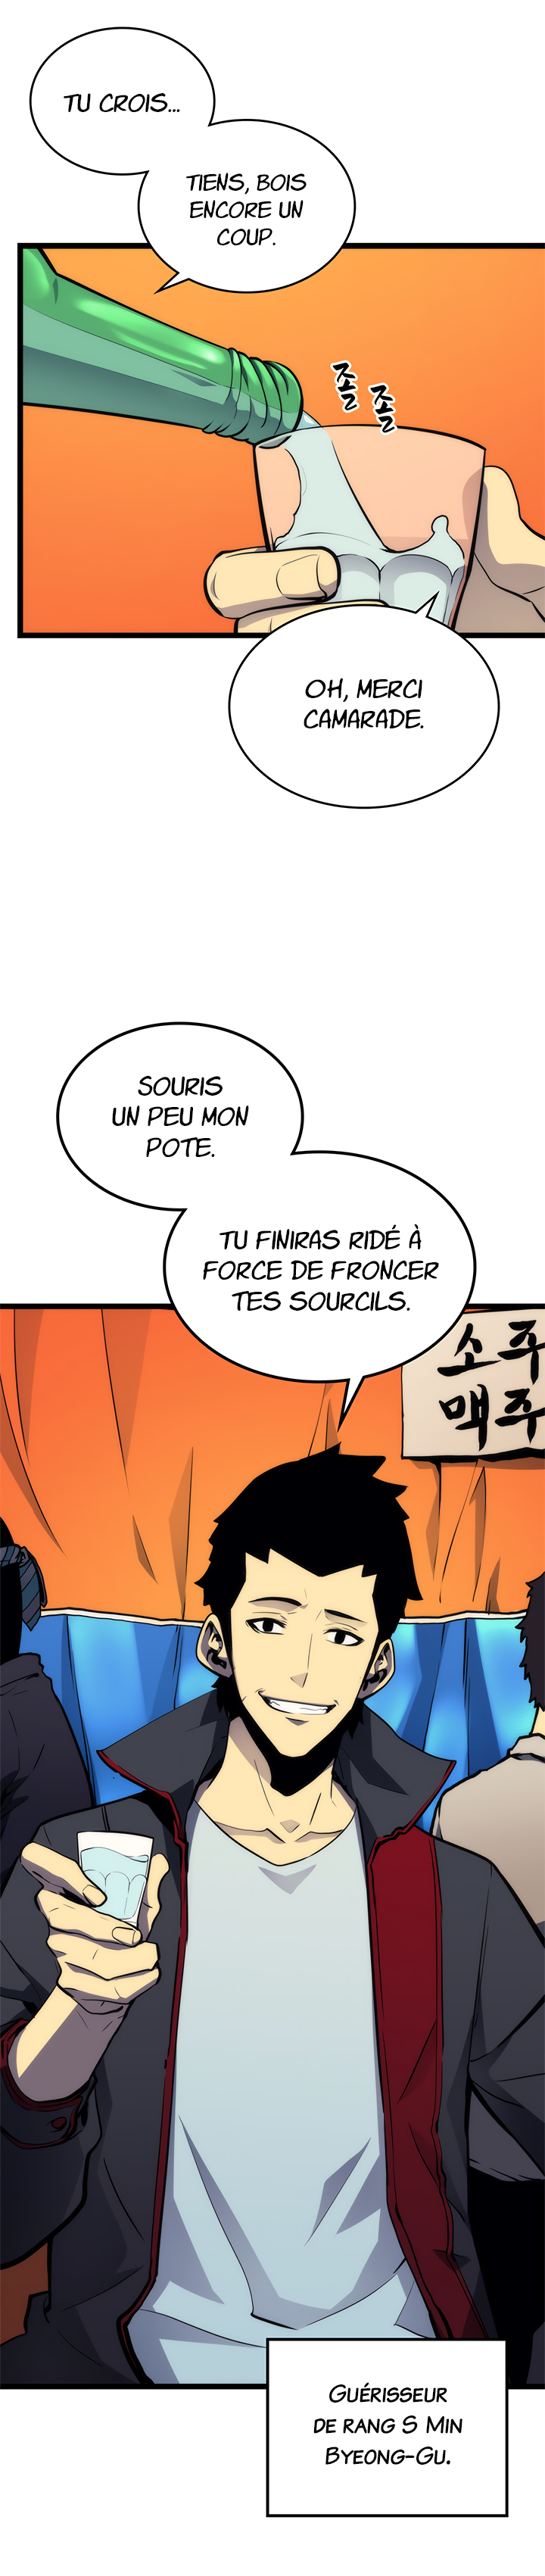 TU CROIS...
TIENS, BOIS
ENCORE UN
COUP.
졸
졸
OH, MERCI
CAMARADE.
SOURIS
UN PEU MON
POTE.
TU FINIRAS RIDÉ À
FORCE DE FRONCER
TES SOURCILS.
소주
맥주
GUÉRISSEUR
DE RANG S MIN
BYEONG-GU.